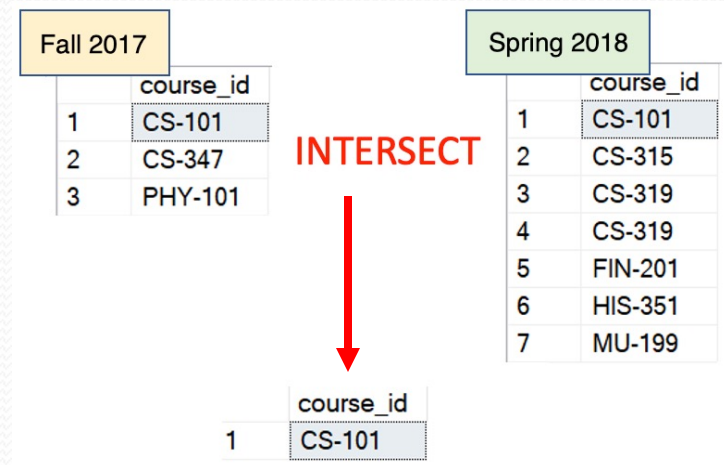 Fall 2017
course_id
1 CS-101
2 CS-347
3 PHY-101
INTERSECT
Spring 2018
course_id
1 CS-101
2 CS-315
3 CS-319
4 CS-319
5 FIN-201
6 HIS-351
7 MU-199
course_id
1 CS-101